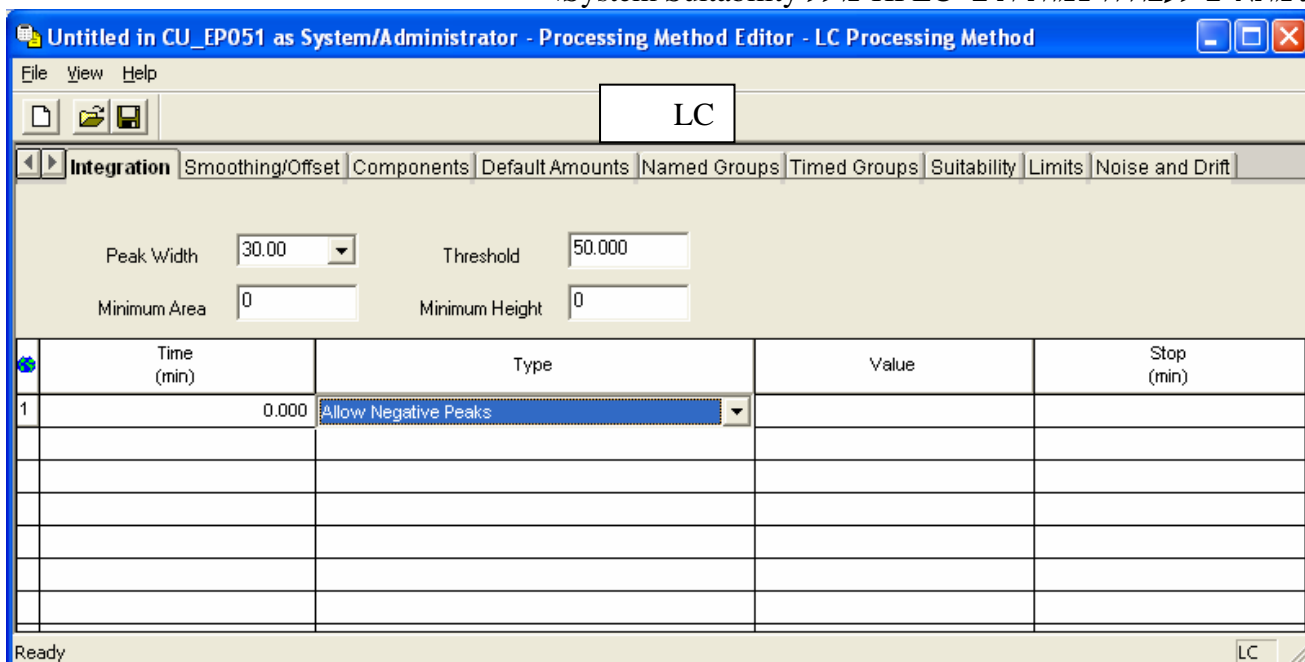 Untitled in CU_EP051 as System/Administrator - Processing Method Editor - LC Processing Method
File View Help
LC
Integration Smoothing/Offset Components Default Amounts Named Groups Timed Groups Suitability Limits Noise and Drift
Peak Width 30.00 Threshold 50.000
Minimum Area 0 Minimum Height 0
Time (min) Type Value Stop (min)
1 0.000 Allow Negative Peaks
Ready LC